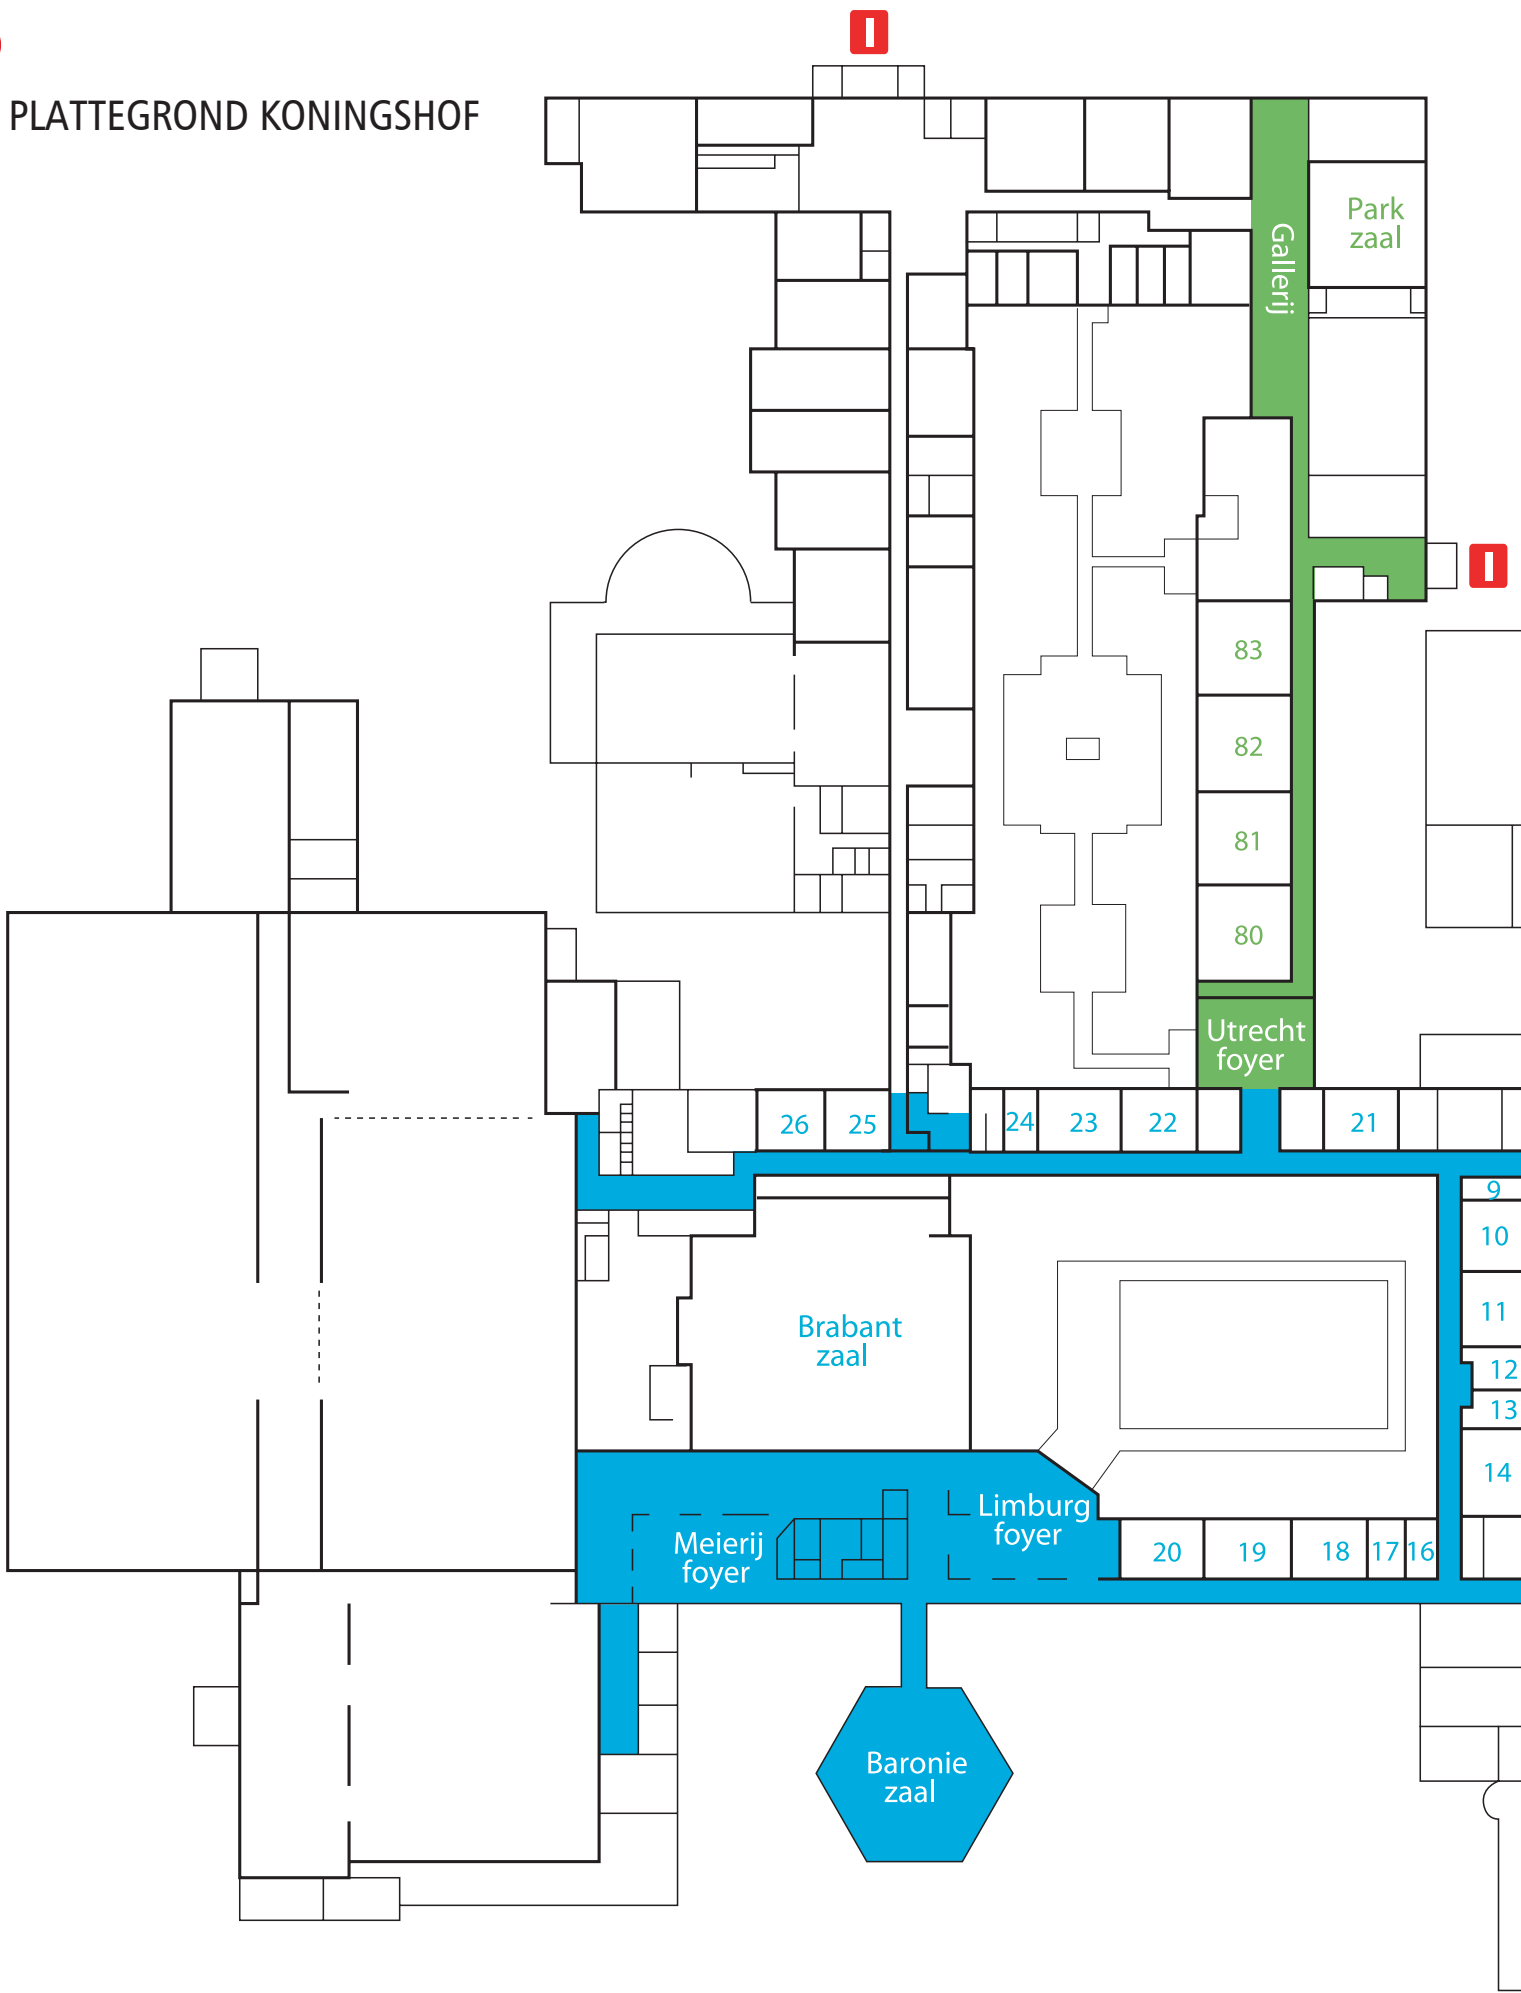 PLATTEGROND KONINGSHOF
Park
zaal
Gallerij
83
82
81
80
Utrecht
foyer
26
25
24
23
22
21
9
10
11
12
13
14
Brabant
zaal
Limburg
foyer
Meierij
foyer
20
19
18
17
16
Baronie
zaal